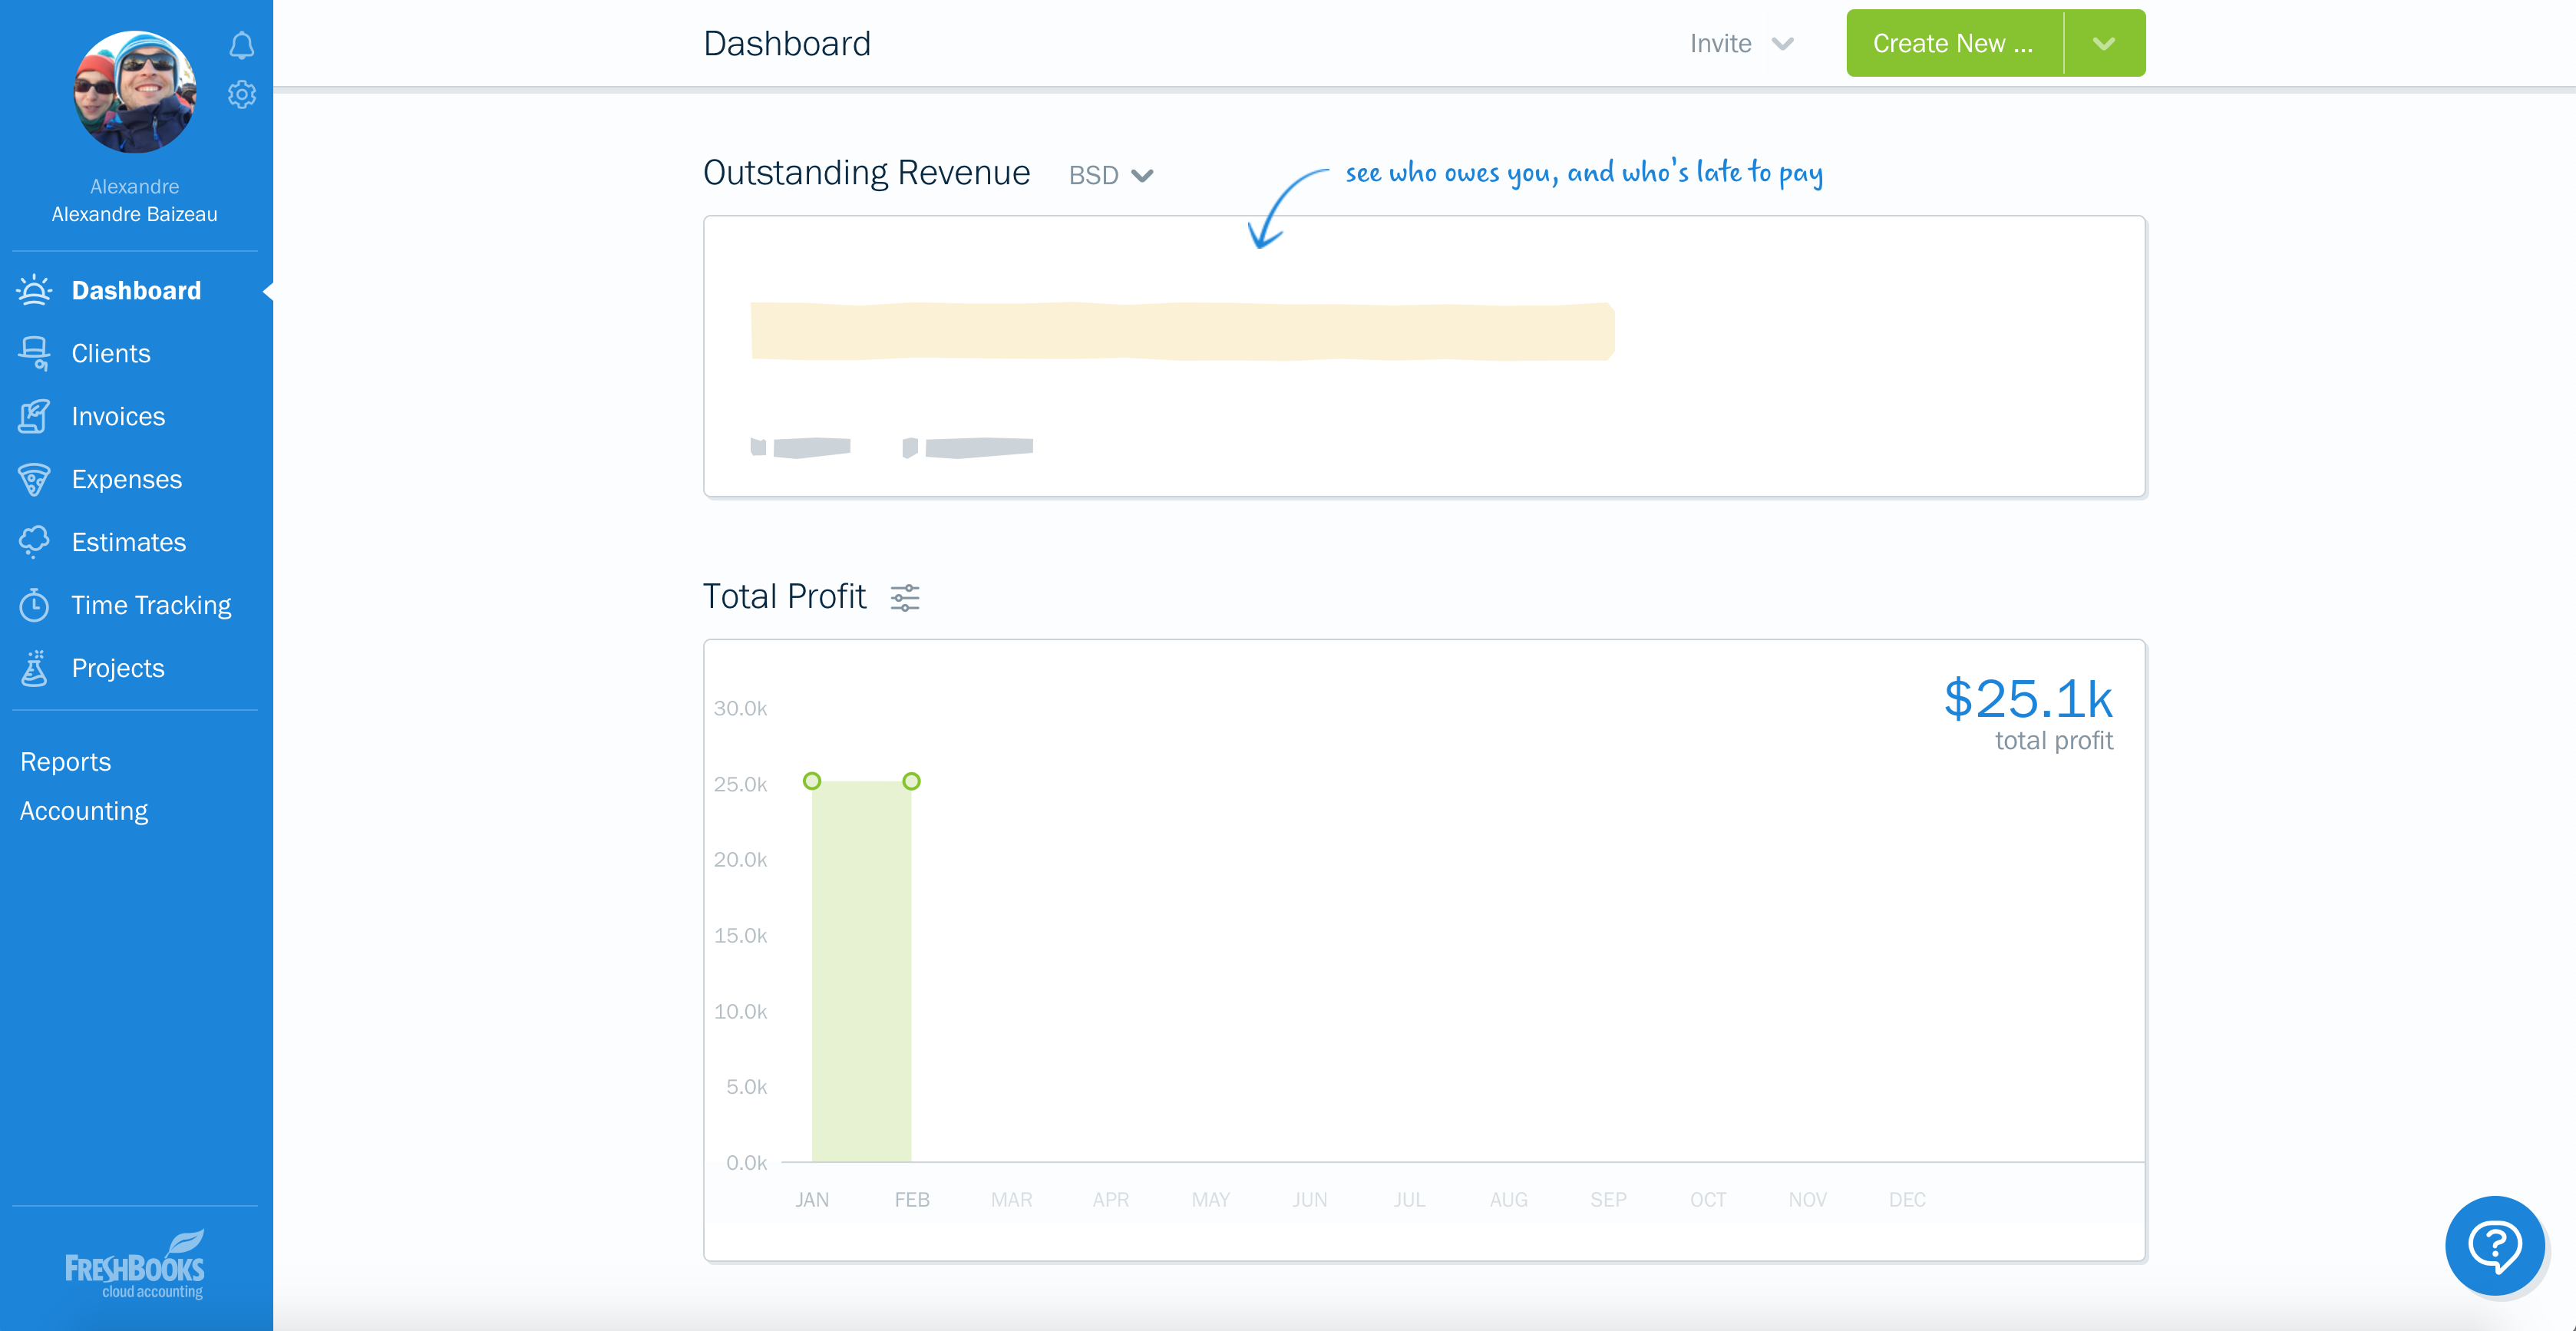 Alexandre
Alexandre Baizeau
Dashboard
Clients
Invoices
Expenses
Estimates
Time Tracking
Projects
Reports
Accounting
FRESHBOOKS
cloud accounting
Dashboard
Invite
Create New ...
Outstanding Revenue BSD
see who owes you, and who's late to pay
Total Profit
$25.1k
total profit
30.0k
25.0k
20.0k
15.0k
10.0k
5.0k
0.0k
JAN FEB MAR APR MAY JUN JUL AUG SEP OCT NOV DEC
?